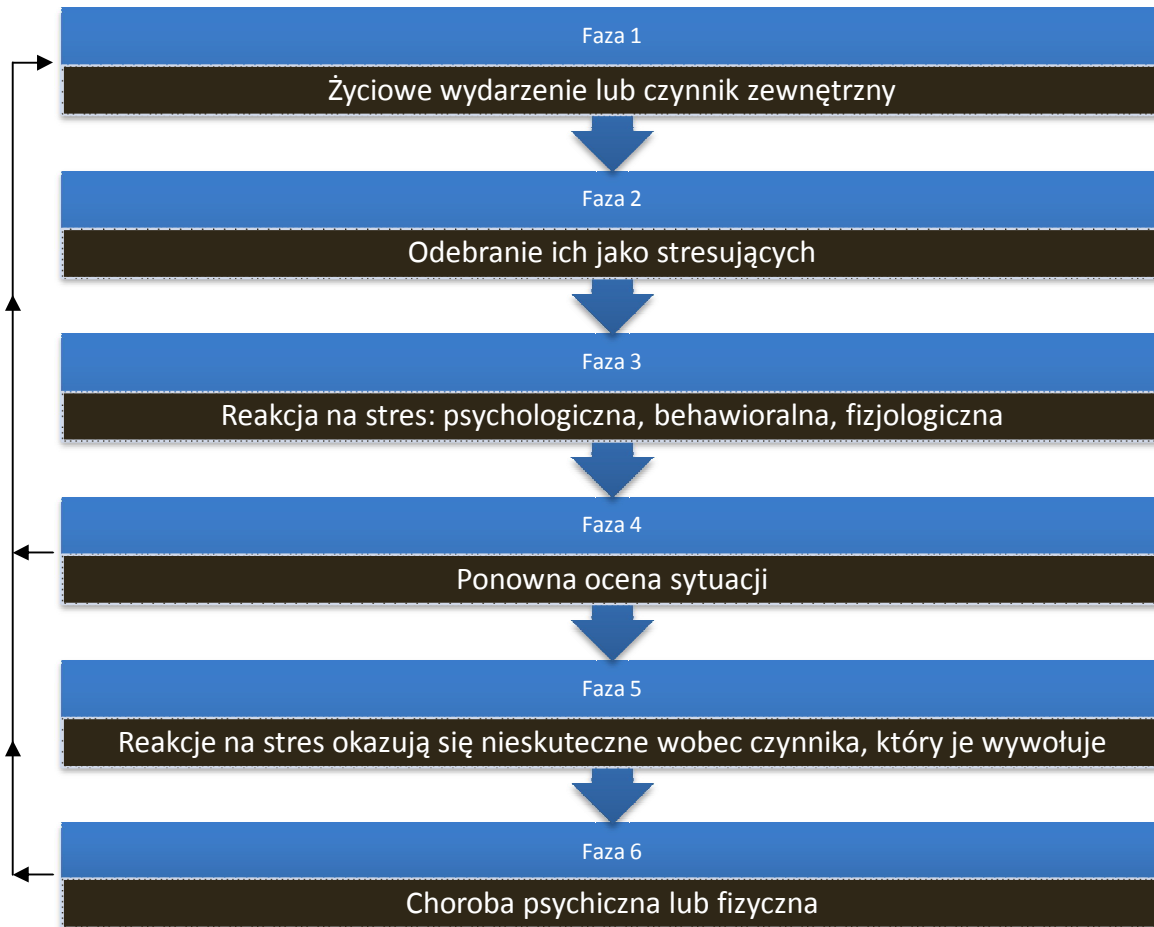 Faza 1
Życiowe wydarzenie lub czynnik zewnętrzny
Faza 2
Odebranie ich jako stresujących
Faza 3
Reakcja na stres: psychologiczna, behawioralna, fizjologiczna
Faza 4
Ponowna ocena sytuacji
Faza 5
Reakcje na stres okazują się nieskuteczne wobec czynnika, który je wywołuje
Faza 6
Choroba psychiczna lub fizyczna